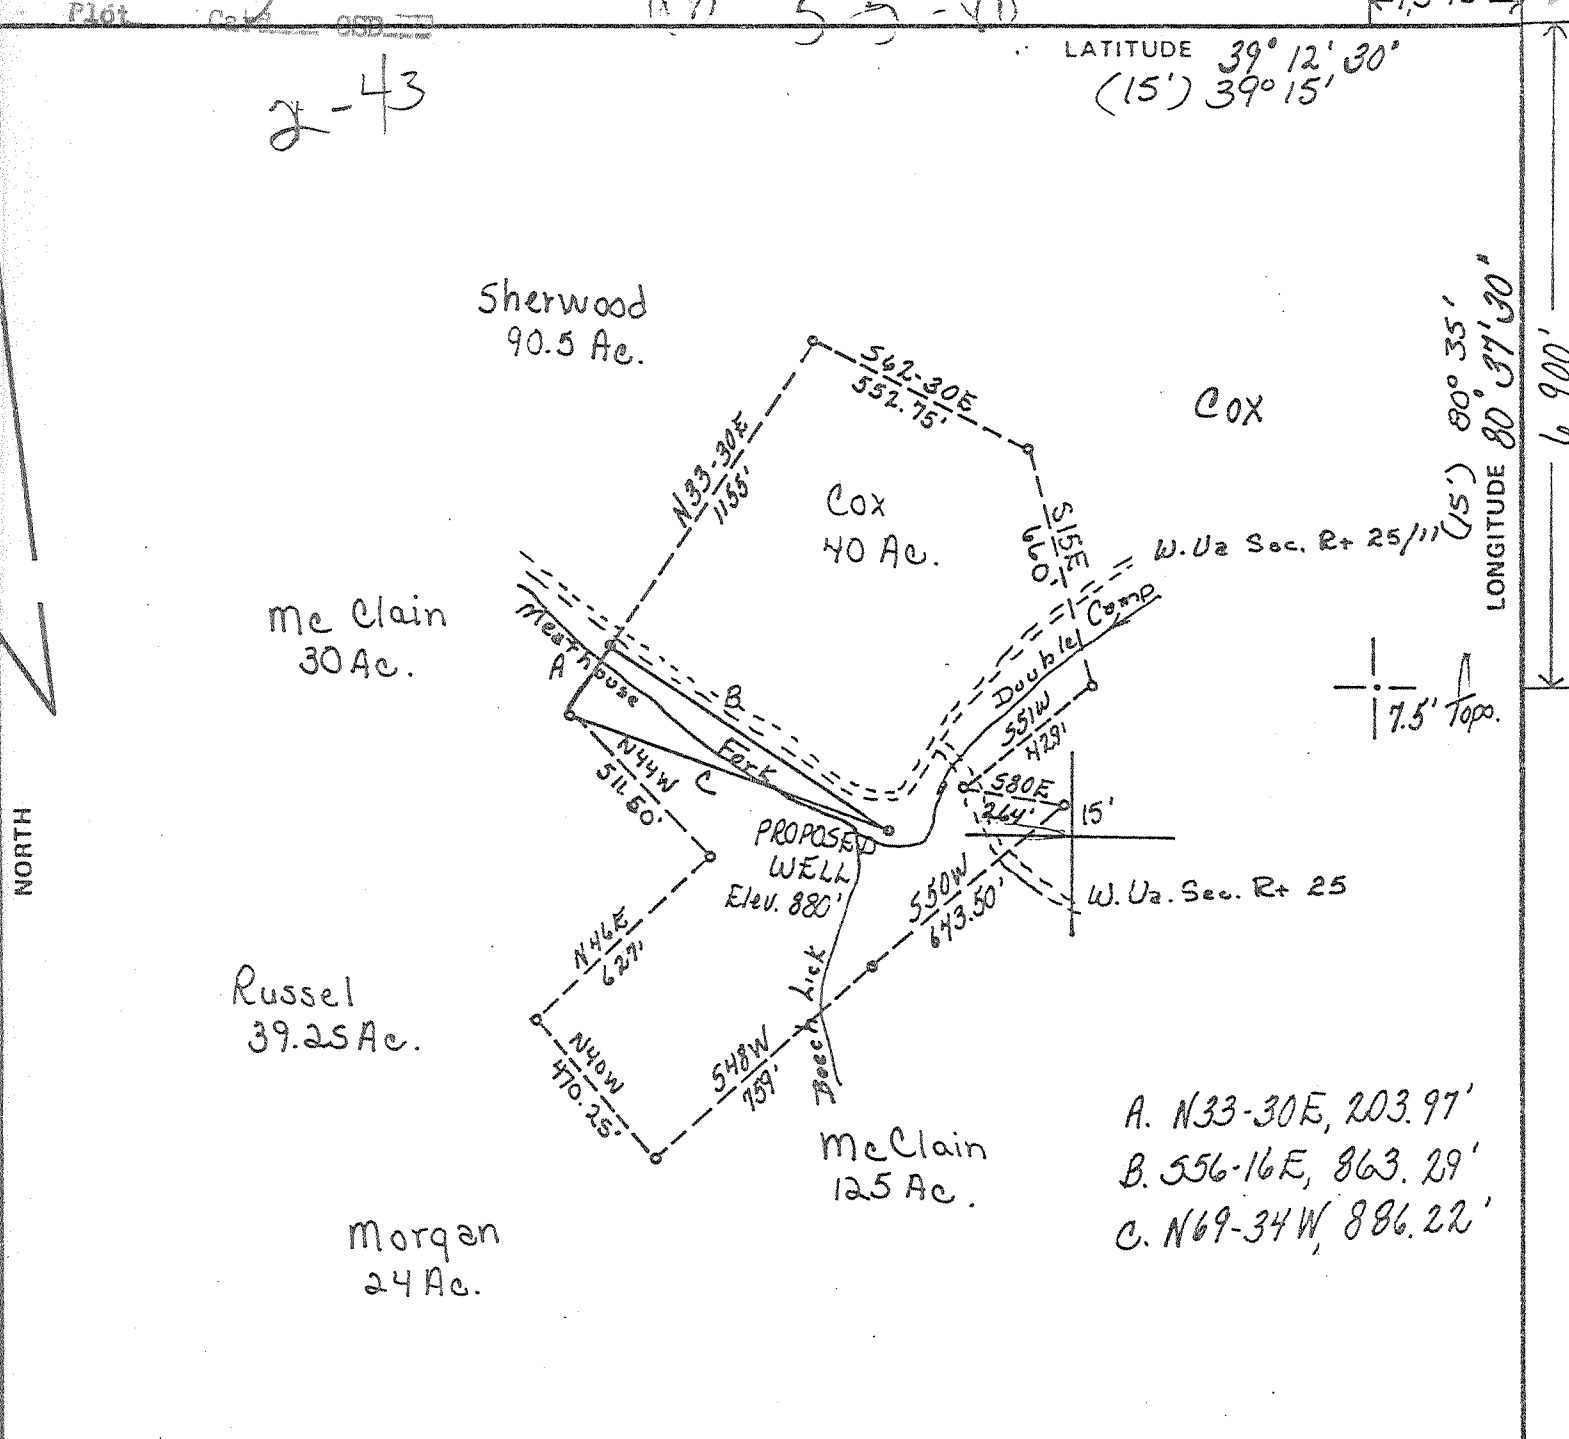 Plot
LATITUDE 39° 12' 30"
(15') 39° 15'
2-43
Sherwood
90.5 Ac.
S62-30E
552.75'
Cox
N33-30E
1155'
Cox
40 Ac.
S15E
660'
W.Va Sec. Rt 25/11
(15') 80° 35'
LONGITUDE 80° 37' 30"
6,900'
Mc Clain
30 Ac.
Meathouse
Fork
A
B
C
Doublel Camp
S51W
429'
7.5' Topo.
N44W
511.50'
S80E
264'
15'
PROPOSED
WELL
Elev. 880'
NORTH
W.Va. Sec. Rt 25
S50W
643.50'
N46E
627'
Beech Lick
Russel
39.25 Ac.
N40W
470.25'
S48W
759'
McClain
125 Ac.
A. N33-30E, 203.97'
B. S56-16E, 863.29'
C. N69-34W, 886.22'
Morgan
24 Ac.